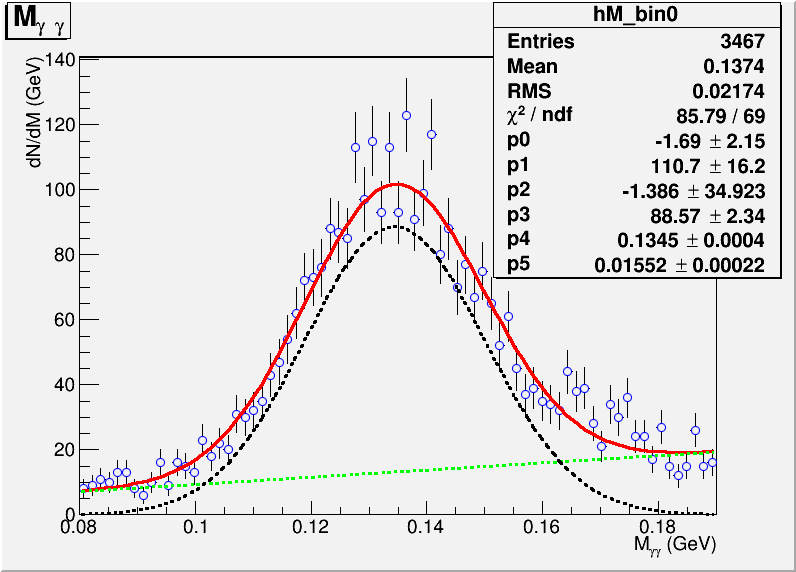 Mγ γ
hM_bin0
Entries 3467
Mean 0.1374
RMS 0.02174
χ² / ndf 85.79 / 69
p0 -1.69 ± 2.15
p1 110.7 ± 16.2
p2 -1.386 ± 34.923
p3 88.57 ± 2.34
p4 0.1345 ± 0.0004
p5 0.01552 ± 0.00022
dN/dM (GeV)
140
120
100
80
60
40
20
0
0.08 0.1 0.12 0.14 0.16 0.18
Mγγ (GeV)